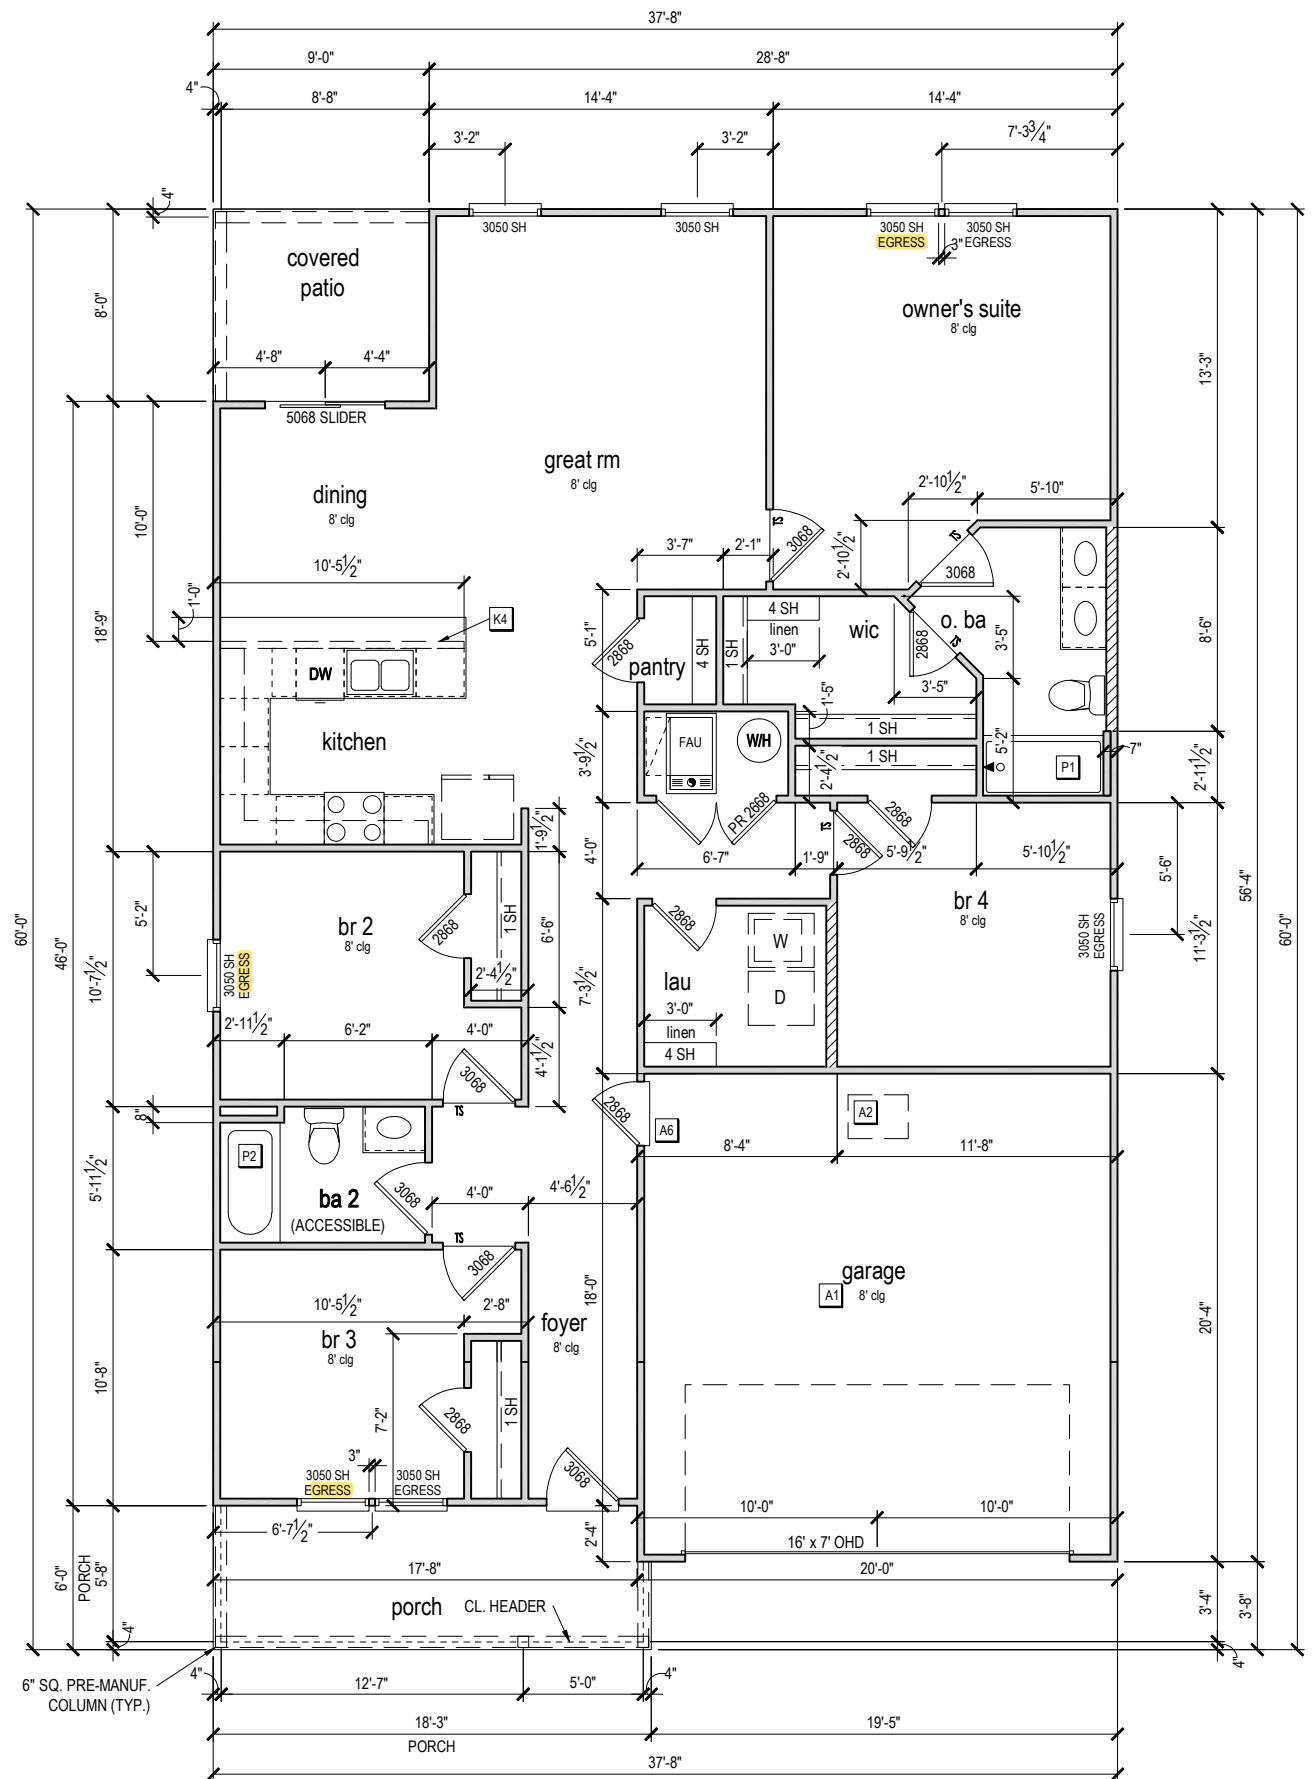 37'-8"
9'-0"
28'-8"
4"
8'-8"
14'-4"
14'-4"
3'-2"
3'-2"
7'-3 3/4"
4"
3050 SH
3050 SH
3050 SH
EGRESS
3050 SH
EGRESS
3"
covered
patio
owner's suite
8' clg
8'-0"
4'-8"
4'-4"
13'-3"
5068 SLIDER
great rm
8' clg
dining
8' clg
2'-10 1/2"
5'-10"
10'-0"
TS
3068
TS
3068
2'-10 1/2"
3'-7"
2'-1"
10'-5 1/2"
1'-0"
K4
18'-9"
5'-1"
2868
pantry
4 SH
1 SH
4 SH
linen
3'-0"
wic
2868
TS
o. ba
3'-5"
3'-5"
8'-6"
DW
kitchen
1'-5"
1 SH
1 SH
5'-2"
P1
7"
2'-11 1/2"
3'-9 1/2"
FAU
W/H
2'-4 1/2"
PR 2668
TS
2868
2868
1'-9 1/2"
4'-0"
6'-7"
1'-9"
5'-9 1/2"
5'-10 1/2"
5'-6"
60'-0"
46'-0"
56'-4"
60'-0"
5'-2"
br 2
8' clg
2868
1 SH
6'-6"
2868
W
br 4
8' clg
3050 SH
EGRESS
11'-3 1/2"
3050 SH
EGRESS
10'-7 1/2"
2'-4 1/2"
7'-3 1/2"
lau
3'-0"
linen
4 SH
D
2'-11 1/2"
6'-2"
4'-0"
4'-1 1/2"
3068
TS
8"
2868
A6
A2
8'-4"
11'-8"
P2
5'-11 1/2"
ba 2
(ACCESSIBLE)
3068
4'-0"
4'-6 1/2"
TS
3068
18'-0"
garage
A1
8' clg
10'-5 1/2"
2'-8"
foyer
8' clg
br 3
8' clg
20'-4"
10'-8"
7'-2"
2868
1 SH
3"
3050 SH
EGRESS
3050 SH
EGRESS
3068
6'-7 1/2"
2'-4"
10'-0"
10'-0"
16' x 7' OHD
6'-0"
PORCH
5'-8"
17'-8"
20'-0"
porch
CL. HEADER
3'-4"
3'-8"
4"
4"
6" SQ. PRE-MANUF.
COLUMN (TYP.)
4"
12'-7"
5'-0"
4"
18'-3"
PORCH
19'-5"
37'-8"